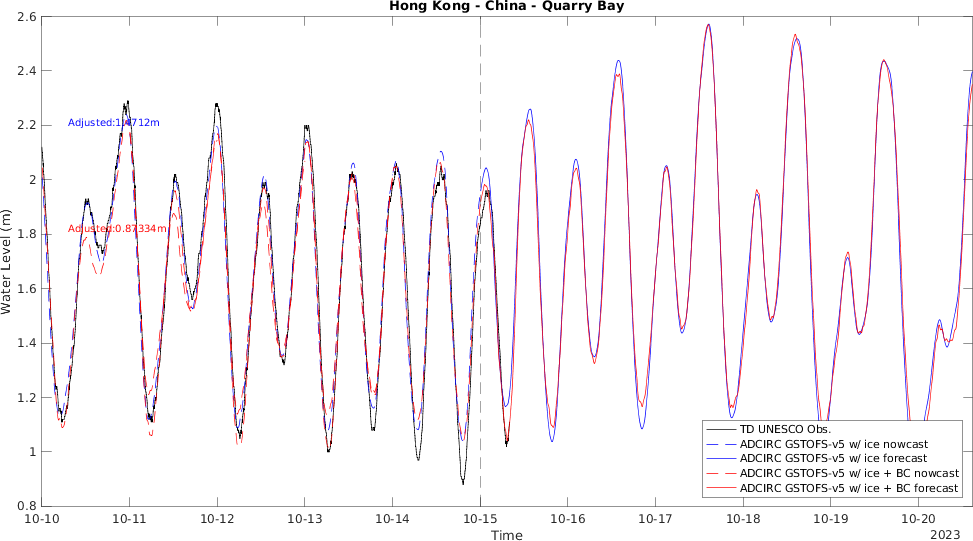 Hong Kong - China - Quarry Bay
2.6
2.4
2.2
2
1.8
1.6
1.4
1.2
1
0.8
Water Level (m)
Adjusted:0.87334m
TD UNESCO Obs.
ADCIRC GSTOFS-v5 w/ ice nowcast
ADCIRC GSTOFS-v5 w/ ice forecast
ADCIRC GSTOFS-v5 w/ ice + BC nowcast
ADCIRC GSTOFS-v5 w/ ice + BC forecast
10-10 10-11 10-12 10-13 10-14 10-15 10-16 10-17 10-18 10-19 10-20
Time
2023